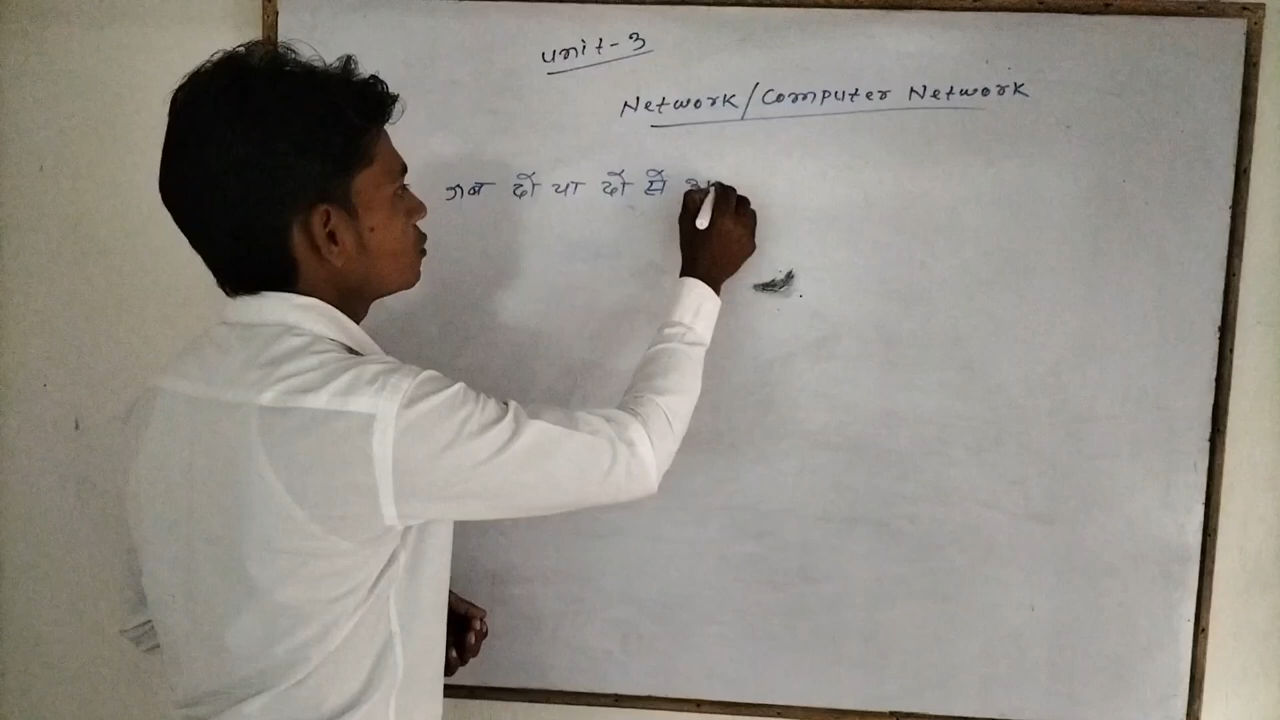 Unit-3
Network/Computer Network
जब दो या दो से